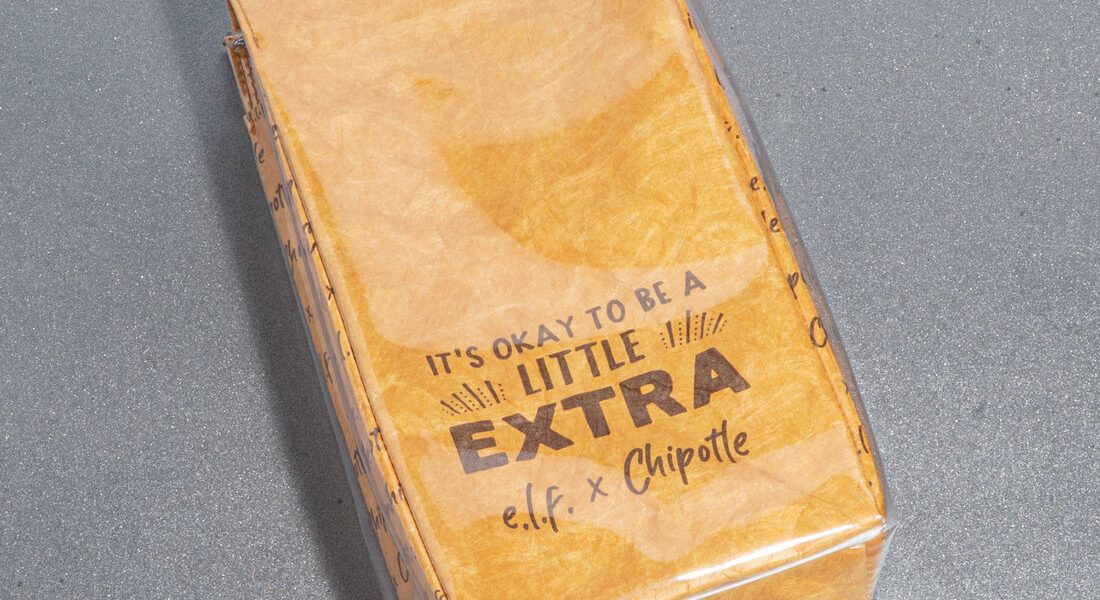 IT'S OKAY TO BE A
LITTLE
EXTRA
e.l.f. x Chipotle